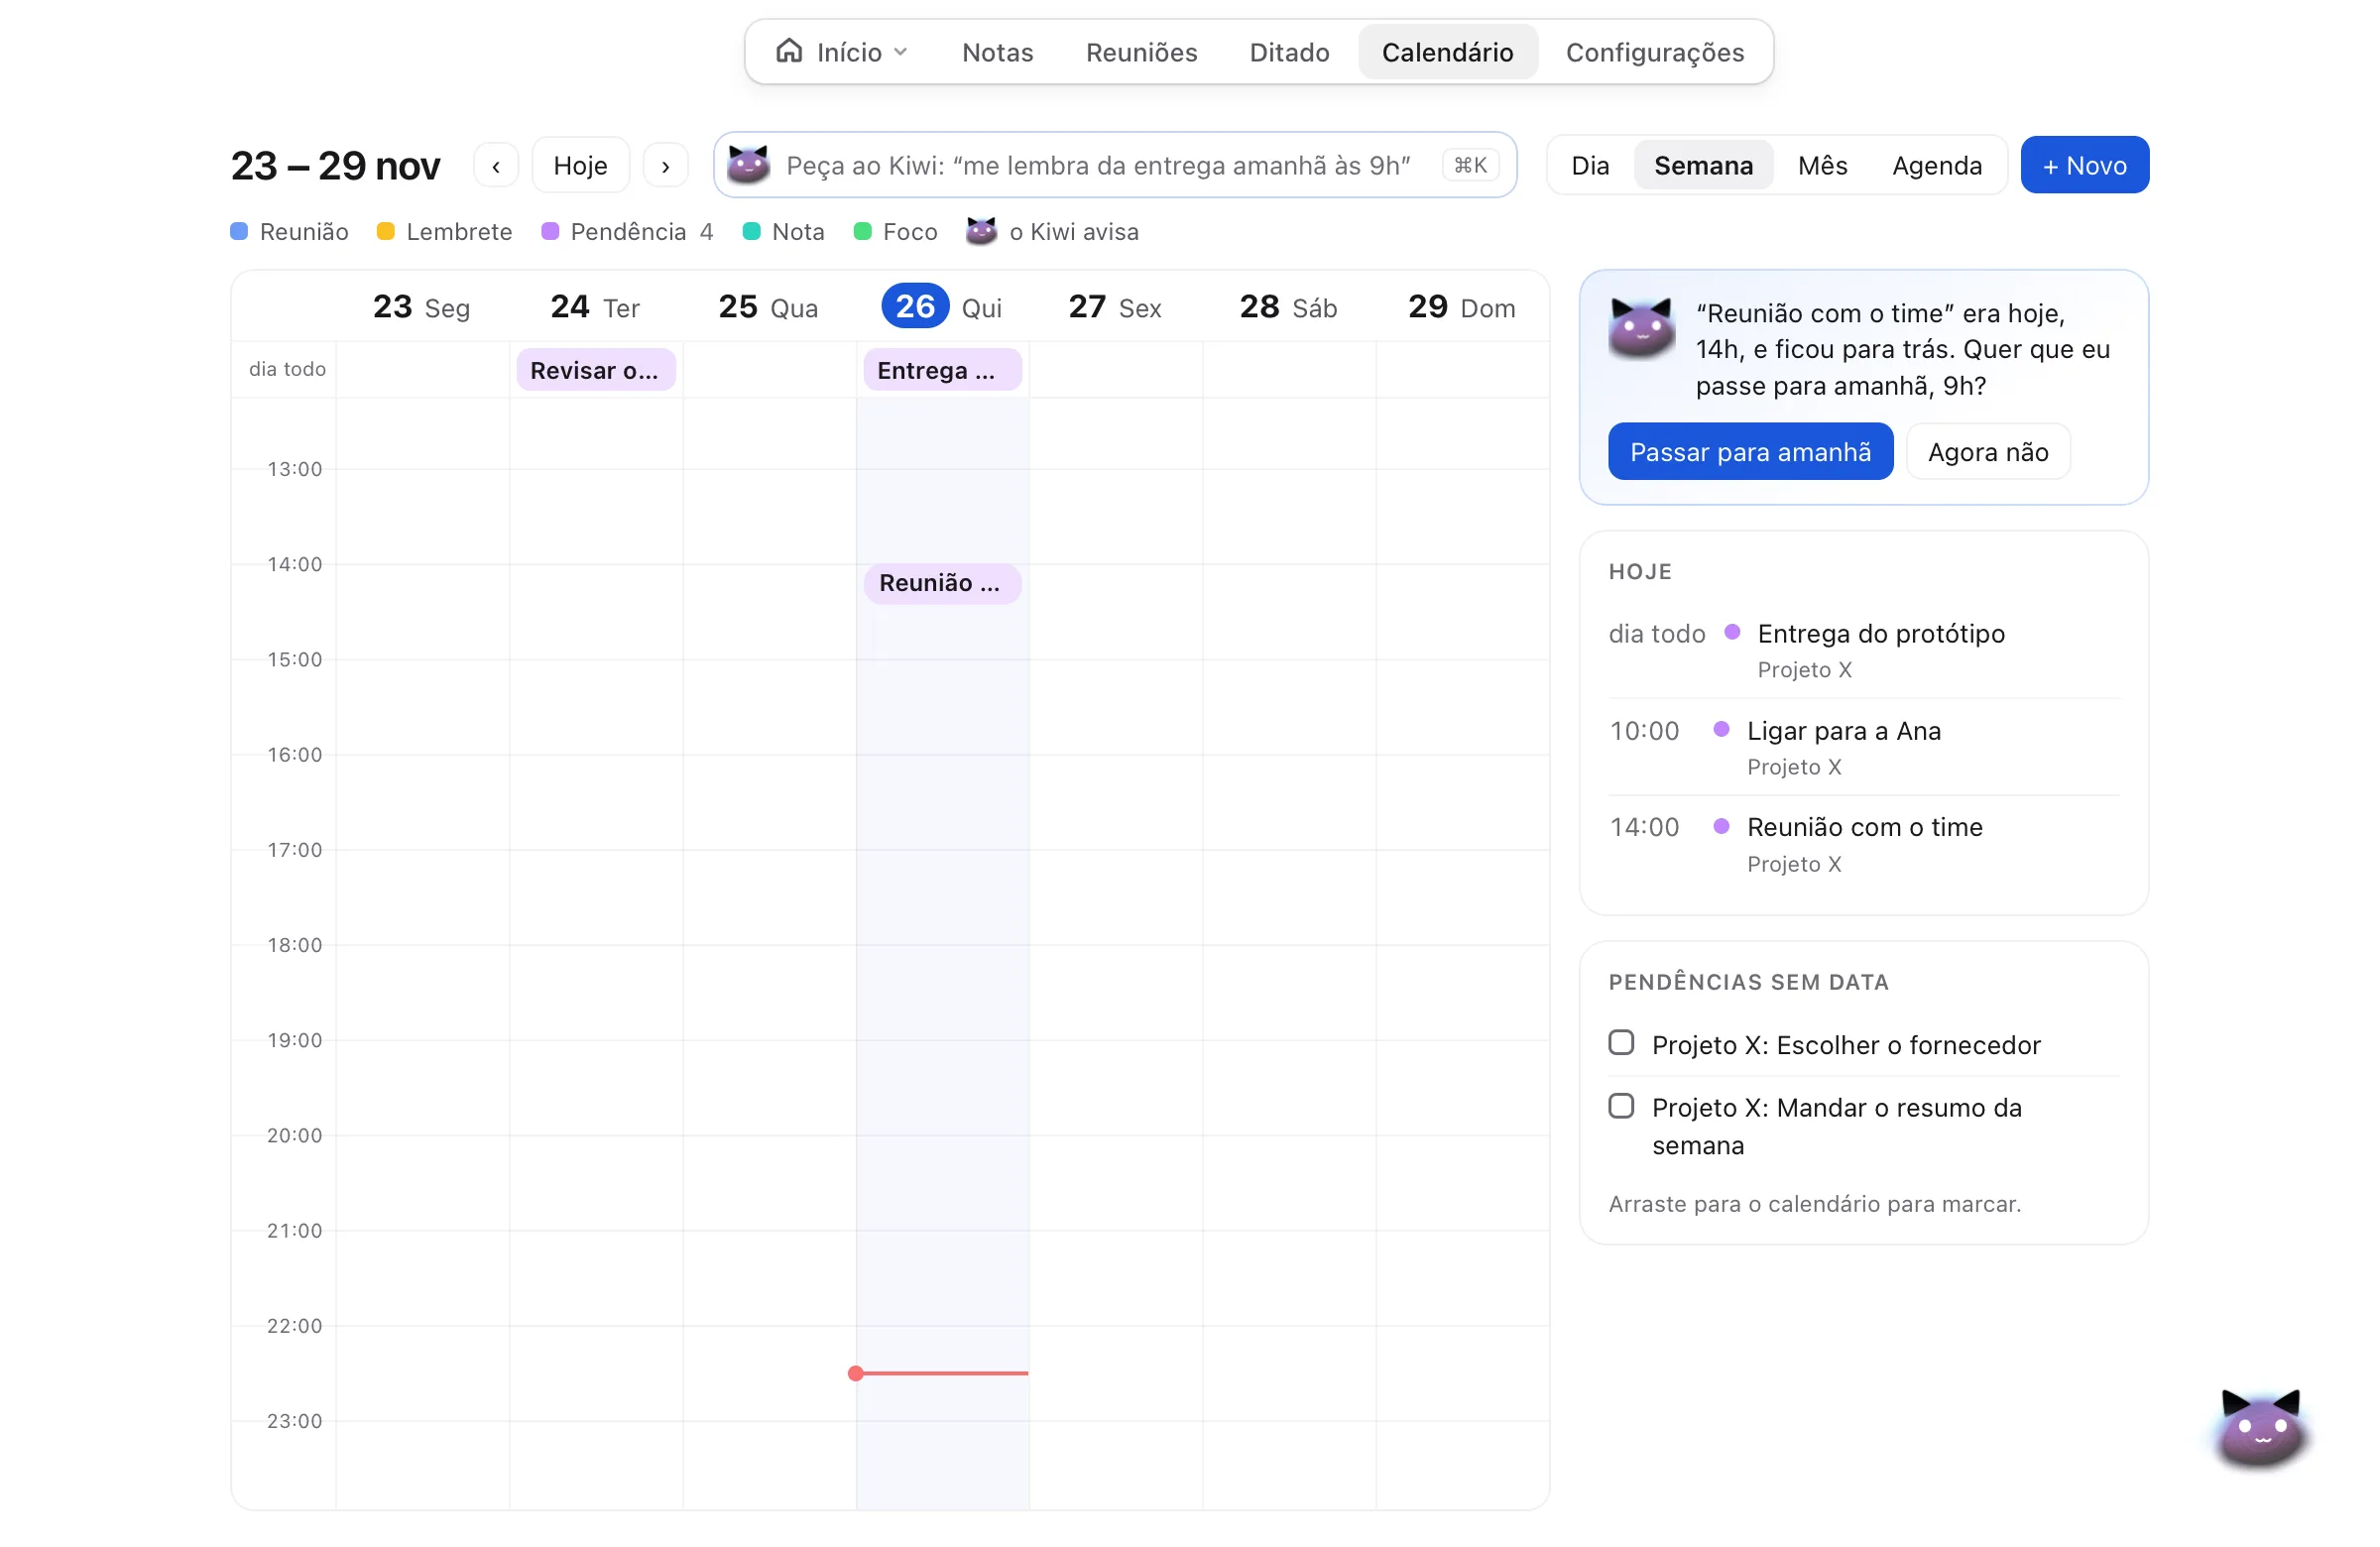 Início
Notas
Reuniões
Ditado
Calendário
Configurações
23 – 29 nov
‹
Hoje
›
Peça ao Kiwi: “me lembra da entrega amanhã às 9h”
⌘K
Dia
Semana
Mês
Agenda
+ Novo
Reunião
Lembrete
Pendência 4
Nota
Foco
o Kiwi avisa
23 Seg
24 Ter
25 Qua
26 Qui
27 Sex
28 Sáb
29 Dom
dia todo
Revisar o...
Entrega ...
13:00
14:00
Reunião ...
15:00
16:00
17:00
18:00
19:00
20:00
21:00
22:00
23:00
“Reunião com o time” era hoje,
14h, e ficou para trás. Quer que eu
passe para amanhã, 9h?
Passar para amanhã
Agora não
HOJE
dia todo
Entrega do protótipo
Projeto X
10:00
Ligar para a Ana
Projeto X
14:00
Reunião com o time
Projeto X
PENDÊNCIAS SEM DATA
Projeto X: Escolher o fornecedor
Projeto X: Mandar o resumo da
semana
Arraste para o calendário para marcar.